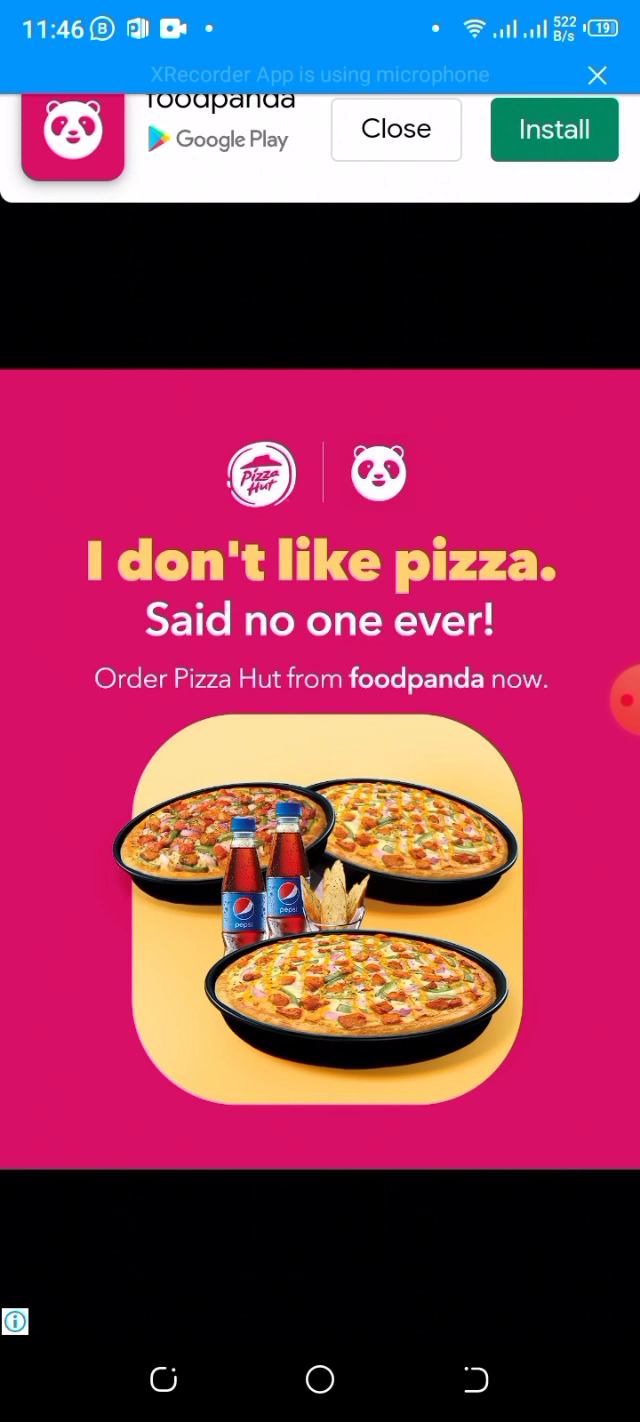 11:46
B
522
B/s
19
XRecorder App is using microphone
foodpanda
Google Play
Close
Install
Pizza
Hut
I don't like pizza.
Said no one ever!
Order Pizza Hut from foodpanda now.
pepsi
pepsi